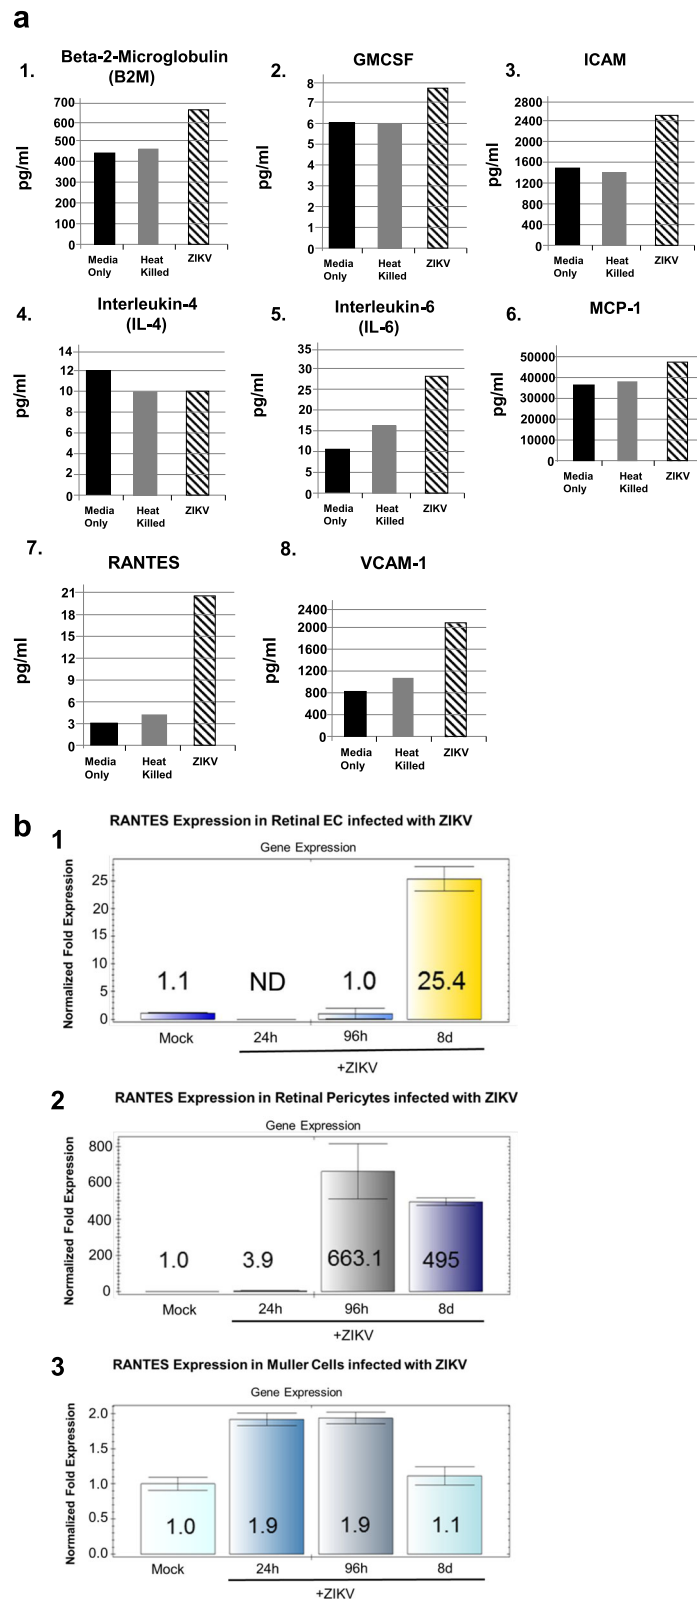 a
1.
Beta-2-Microglobulin
(B2M)
pg/ml
700
600
500
400
300
200
100
0
Media
Only
Heat
Killed
ZIKV
2.
GMCSF
pg/ml
8
7
6
5
4
3
2
1
0
Media
Only
Heat
Killed
ZIKV
3.
ICAM
pg/ml
2800
2400
2000
1600
1200
800
400
0
Media
Only
Heat
Killed
ZIKV
4.
Interleukin-4
(IL-4)
pg/ml
14
12
10
8
6
4
2
0
Media
Only
Heat
Killed
ZIKV
5.
Interleukin-6
(IL-6)
pg/ml
35
30
25
20
15
10
5
0
Media
Only
Heat
Killed
ZIKV
6.
MCP-1
pg/ml
50000
40000
30000
20000
10000
0
Media
Only
Heat
Killed
ZIKV
7.
RANTES
pg/ml
21
18
15
12
9
6
3
0
Media
Only
Heat
Killed
ZIKV
8.
VCAM-1
pg/ml
2400
2000
1600
1200
800
400
0
Media
Only
Heat
Killed
ZIKV
b
1
RANTES Expression in Retinal EC infected with ZIKV
Gene Expression
Normalized Fold Expression
25
20
15
10
5
0
1.1
ND
1.0
25.4
Mock
24h
96h
8d
+ZIKV
2
RANTES Expression in Retinal Pericytes infected with ZIKV
Gene Expression
Normalized Fold Expression
800
600
400
200
0
1.0
3.9
663.1
495
Mock
24h
96h
8d
+ZIKV
3
RANTES Expression in Muller Cells infected with ZIKV
Gene Expression
Normalized Fold Expression
2.0
1.5
1.0
0.5
0.0
1.0
1.9
1.9
1.1
Mock
24h
96h
8d
+ZIKV